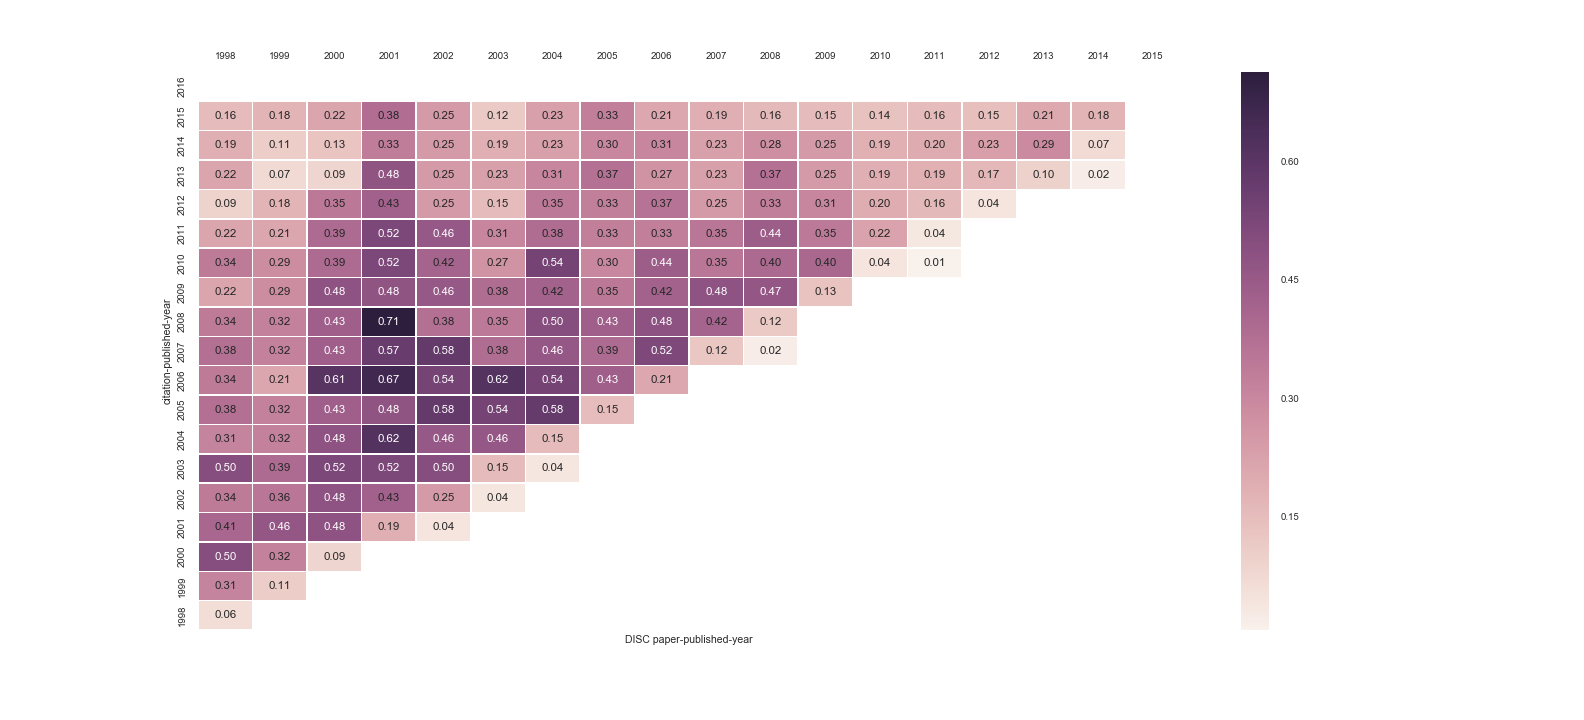 1998 1999 2000 2001 2002 2003 2004 2005 2006 2007 2008 2009 2010 2011 2012 2013 2014 2015
2016
2015 0.16 0.18 0.22 0.38 0.25 0.12 0.23 0.33 0.21 0.19 0.16 0.15 0.14 0.16 0.15 0.21 0.18
2014 0.19 0.11 0.13 0.33 0.25 0.19 0.23 0.30 0.31 0.23 0.28 0.25 0.19 0.20 0.23 0.29 0.07
2013 0.22 0.07 0.09 0.48 0.25 0.23 0.31 0.37 0.27 0.23 0.37 0.25 0.19 0.19 0.17 0.10 0.02
2012 0.09 0.18 0.35 0.43 0.25 0.15 0.35 0.33 0.37 0.25 0.33 0.31 0.20 0.16 0.04
2011 0.22 0.21 0.39 0.52 0.46 0.31 0.38 0.33 0.33 0.35 0.44 0.35 0.22 0.04
2010 0.34 0.29 0.39 0.52 0.42 0.27 0.54 0.30 0.44 0.35 0.40 0.40 0.04 0.01
2009 0.22 0.29 0.48 0.48 0.46 0.38 0.42 0.35 0.42 0.48 0.47 0.13
2008 0.34 0.32 0.43 0.71 0.38 0.35 0.50 0.43 0.48 0.42 0.12
2007 0.38 0.32 0.43 0.57 0.58 0.38 0.46 0.39 0.52 0.12 0.02
2006 0.34 0.21 0.61 0.67 0.54 0.62 0.54 0.43 0.21
2005 0.38 0.32 0.43 0.48 0.58 0.54 0.58 0.15
2004 0.31 0.32 0.48 0.62 0.46 0.46 0.15
2003 0.50 0.39 0.52 0.52 0.50 0.15 0.04
2002 0.34 0.36 0.48 0.43 0.25 0.04
2001 0.41 0.46 0.48 0.19 0.04
2000 0.50 0.32 0.09
1999 0.31 0.11
1998 0.06
citation-published-year
DISC paper-published-year
0.60
0.45
0.30
0.15